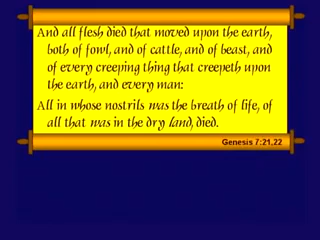 And all flesh died that moved upon the earth,
both of fowl, and of cattle, and of beast, and
of every creeping thing that creepeth upon
the earth, and every man:
All in whose nostrils was the breath of life, of
all that was in the dry land, died.
Genesis 7:21,22